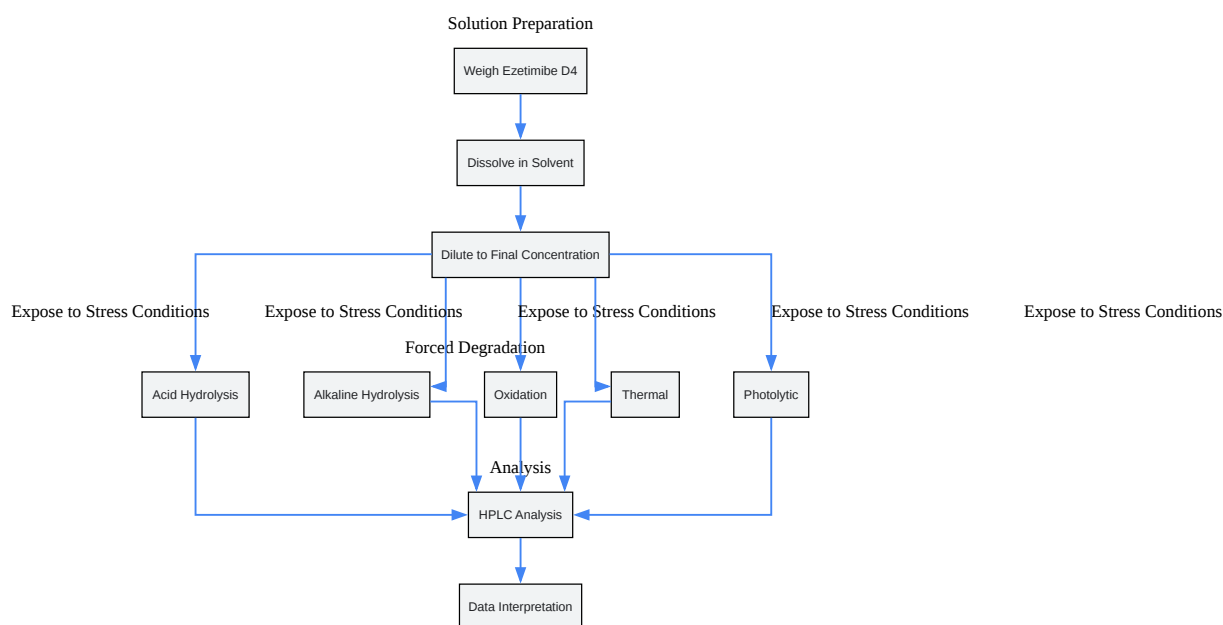 Solution Preparation
Weigh Ezetimibe D4
Dissolve in Solvent
Dilute to Final Concentration
Expose to Stress Conditions
Expose to Stress Conditions
Expose to Stress Conditions
Expose to Stress Conditions
Expose to Stress Conditions
Forced Degradation
Acid Hydrolysis
Alkaline Hydrolysis
Oxidation
Thermal
Photolytic
Analysis
HPLC Analysis
Data Interpretation